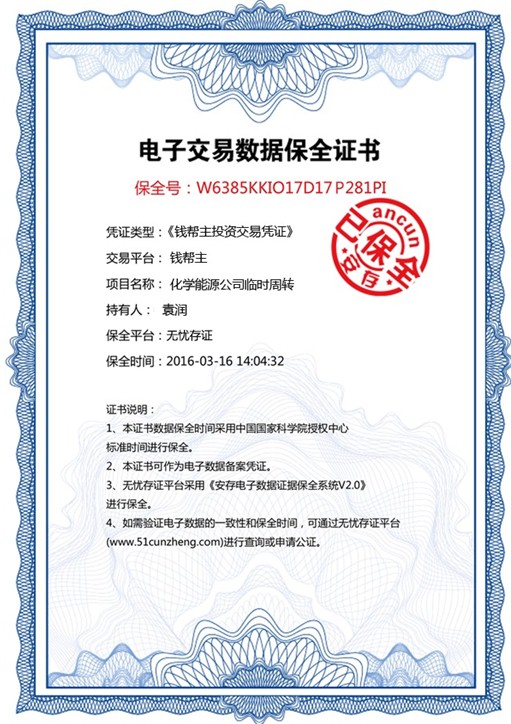 电子交易数据保全证书
保全号：W6385KKIO17D17P281PI
凭证类型：《钱帮主投资交易凭证》
交易平台： 钱帮主
项目名称： 化学能源公司临时周转
持有人： 袁润
保全平台：无忧存证
保全时间：2016-03-16 14:04:32
ancun
已保全
安存
证书说明：
1、本证书数据保全时间采用中国国家科学院授权中心
标准时间进行保全。
2、本证书可作为电子数据备案凭证。
3、无忧存证平台采用《安存电子数据证据保全系统V2.0》
进行保全。
4、如需验证电子数据的一致性和保全时间，可通过无忧存证平台
(www.51cunzheng.com)进行查询或申请公证。